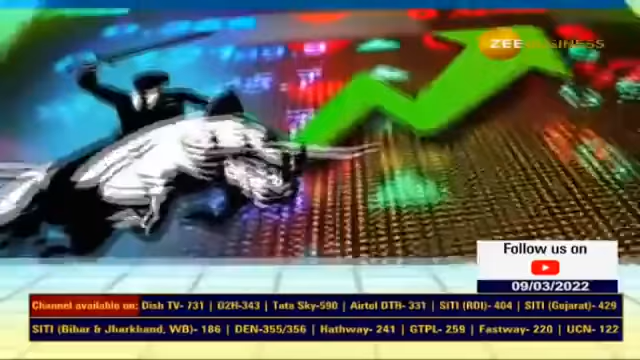 ZEE BUSINESS
Follow us on
09/03/2022
Channel available on: Dish TV- 731 | D2H-343 | Tata Sky-590 | Airtel DTH- 331 | SITI (RDI)- 404 | SITI (Gujarat)- 429
SITI (Bihar & Jharkhand, WB)- 186 | DEN-355/356 | Hathway- 241 | GTPL- 259 | Fastway- 220 | UCN- 122